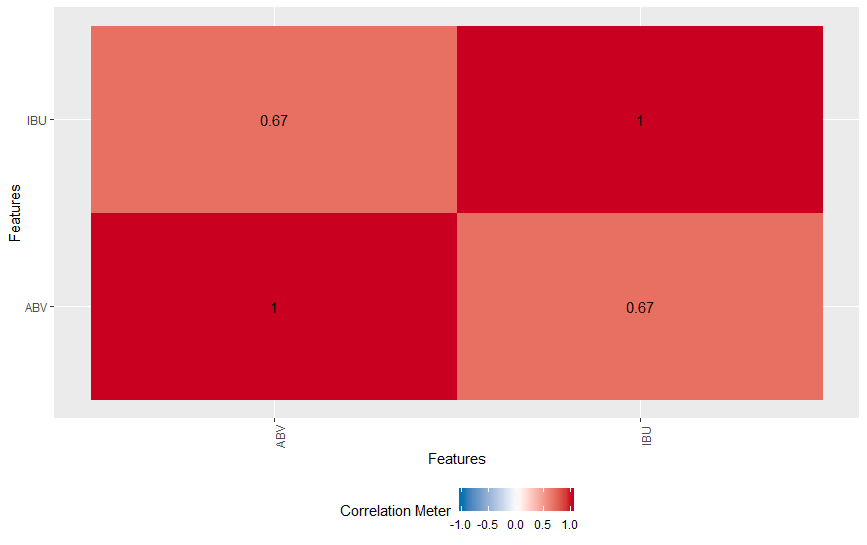 Features
IBU
0.67
1
ABV
1
0.67
ABV
IBU
Features
Correlation Meter
-1.0 -0.5 0.0 0.5 1.0